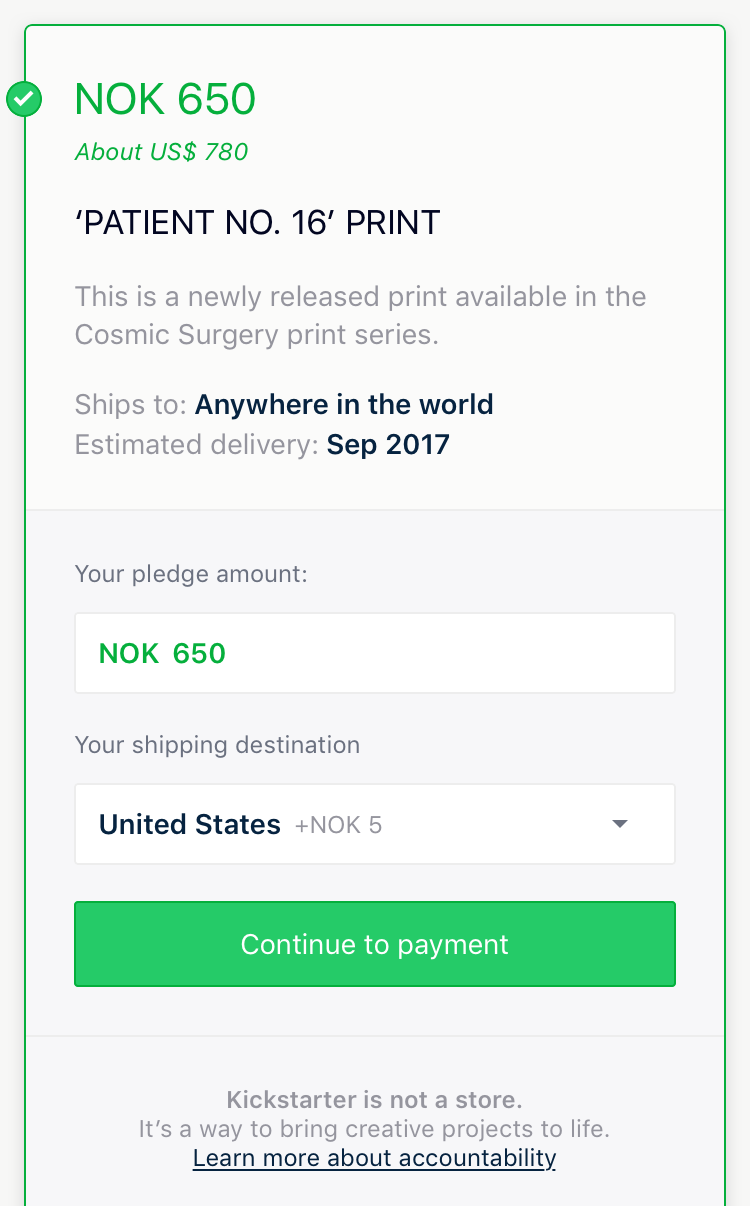 NOK 650
About US$ 780
‘PATIENT NO. 16’ PRINT
This is a newly released print available in the
Cosmic Surgery print series.
Ships to: Anywhere in the world
Estimated delivery: Sep 2017
Your pledge amount:
NOK 650
Your shipping destination
United States +NOK 5
Continue to payment
Kickstarter is not a store.
It’s a way to bring creative projects to life.
Learn more about accountability